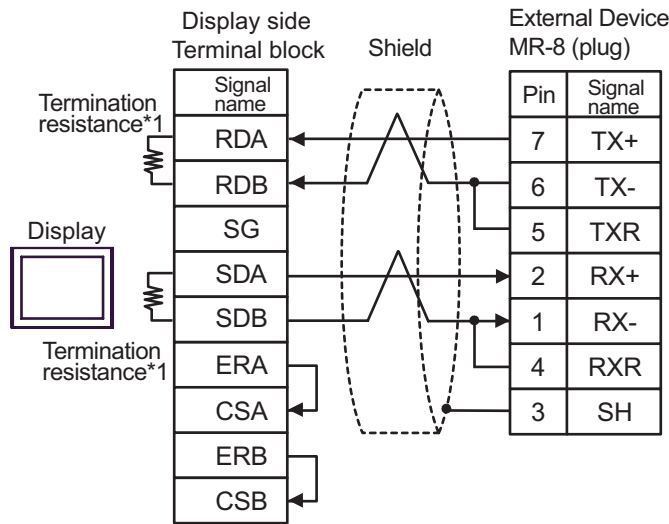 Display side
Terminal block
Shield
External Device
MR-8 (plug)
Signal
name
Pin
Signal
name
Termination
resistance*1
RDA
7
TX+
RDB
6
TX-
SG
5
TXR
Display
SDA
2
RX+
SDB
1
RX-
Termination
resistance*1
ERA
4
RXR
CSA
3
SH
ERB
CSB